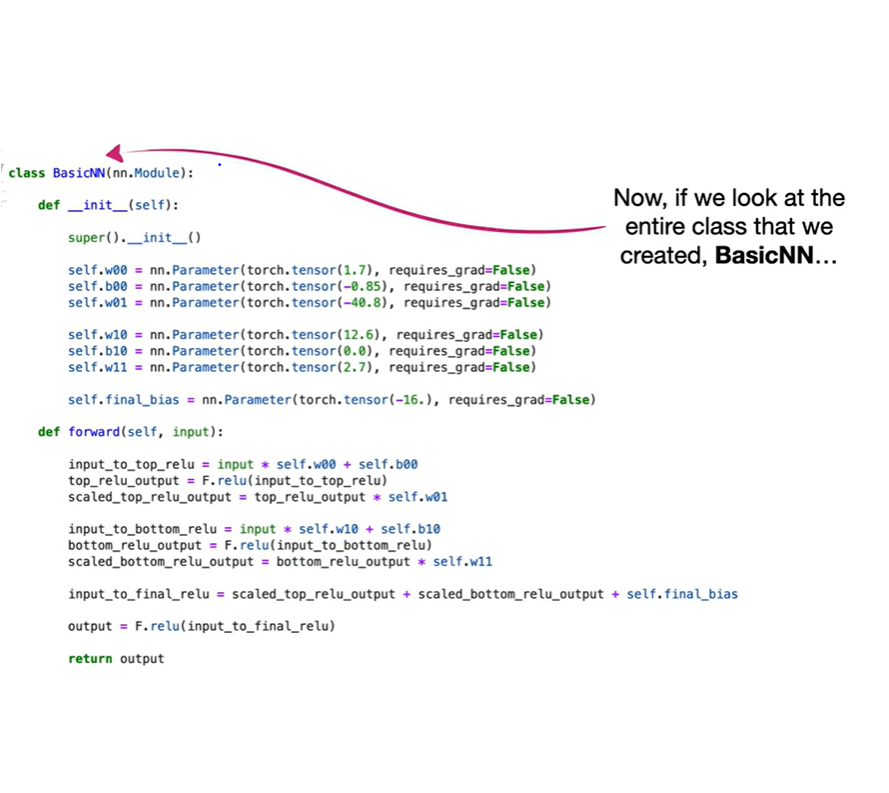 class BasicNN(nn.Module):
def __init__(self):
super().__init__()
self.w00 = nn.Parameter(torch.tensor(1.7), requires_grad=False)
self.b00 = nn.Parameter(torch.tensor(-0.85), requires_grad=False)
self.w01 = nn.Parameter(torch.tensor(-40.8), requires_grad=False)
self.w10 = nn.Parameter(torch.tensor(12.6), requires_grad=False)
self.b10 = nn.Parameter(torch.tensor(0.0), requires_grad=False)
self.w11 = nn.Parameter(torch.tensor(2.7), requires_grad=False)
self.final_bias = nn.Parameter(torch.tensor(-16.), requires_grad=False)
def forward(self, input):
input_to_top_relu = input * self.w00 + self.b00
top_relu_output = F.relu(input_to_top_relu)
scaled_top_relu_output = top_relu_output * self.w01
input_to_bottom_relu = input * self.w10 + self.b10
bottom_relu_output = F.relu(input_to_bottom_relu)
scaled_bottom_relu_output = bottom_relu_output * self.w11
input_to_final_relu = scaled_top_relu_output + scaled_bottom_relu_output + self.final_bias
output = F.relu(input_to_final_relu)
return output
Now, if we look at the
entire class that we
created, BasicNN…